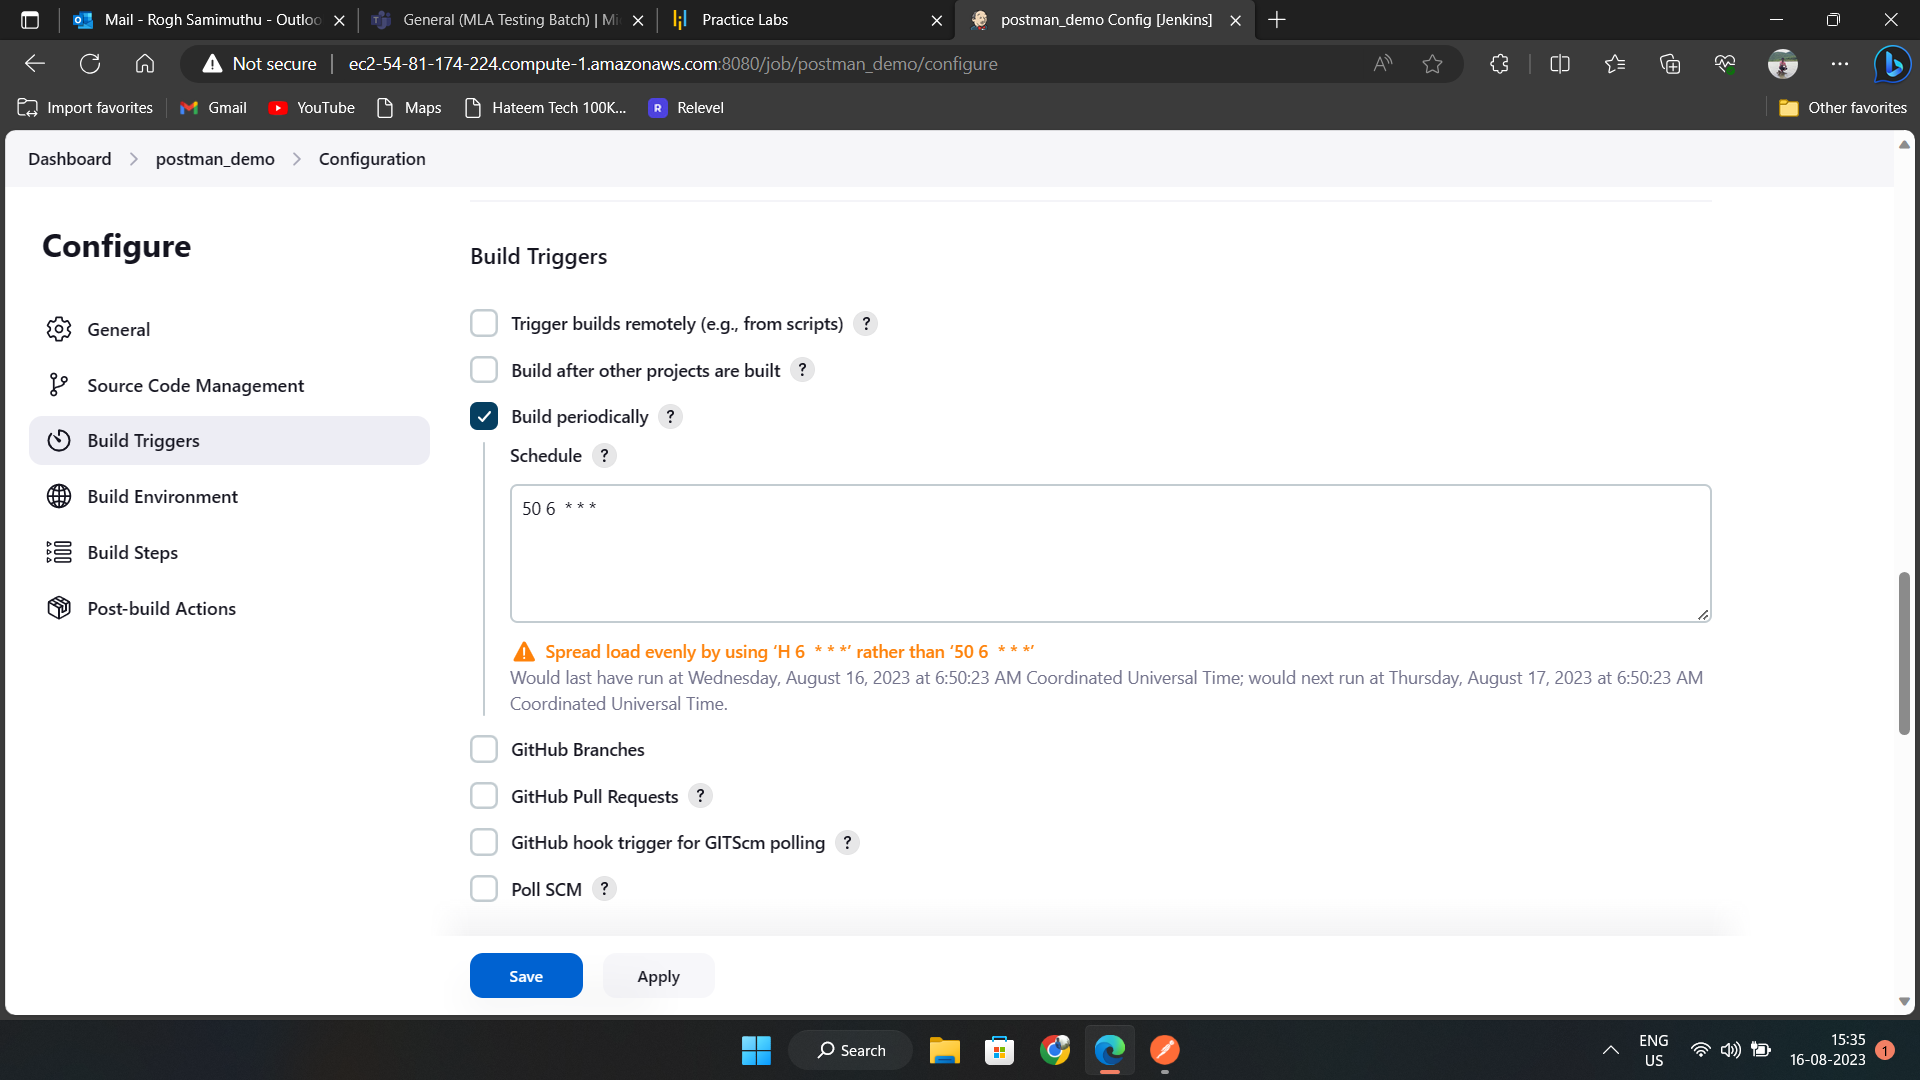 Mail - Rogh Samimuthu - Outloo
General (MLA Testing Batch) | Mi
Practice Labs
postman_demo Config [Jenkins]
Not secure
ec2-54-81-174-224.compute-1.amazonaws.com:8080/job/postman_demo/configure
Import favorites
Gmail
YouTube
Maps
Hateem Tech 100K...
R
Relevel
Other favorites
Dashboard
postman_demo
Configuration
Configure
General
Source Code Management
Build Triggers
Build Environment
Build Steps
Post-build Actions
Build Triggers
Trigger builds remotely (e.g., from scripts) ?
Build after other projects are built ?
Build periodically ?
Schedule ?
50 6  * * *
Spread load evenly by using ‘H 6  * * *’ rather than ‘50 6  * * *’
Would last have run at Wednesday, August 16, 2023 at 6:50:23 AM Coordinated Universal Time; would next run at Thursday, August 17, 2023 at 6:50:23 AM
Coordinated Universal Time.
GitHub Branches
GitHub Pull Requests ?
GitHub hook trigger for GITScm polling ?
Poll SCM ?
Save
Apply
Search
ENG
US
15:35
16-08-2023
1